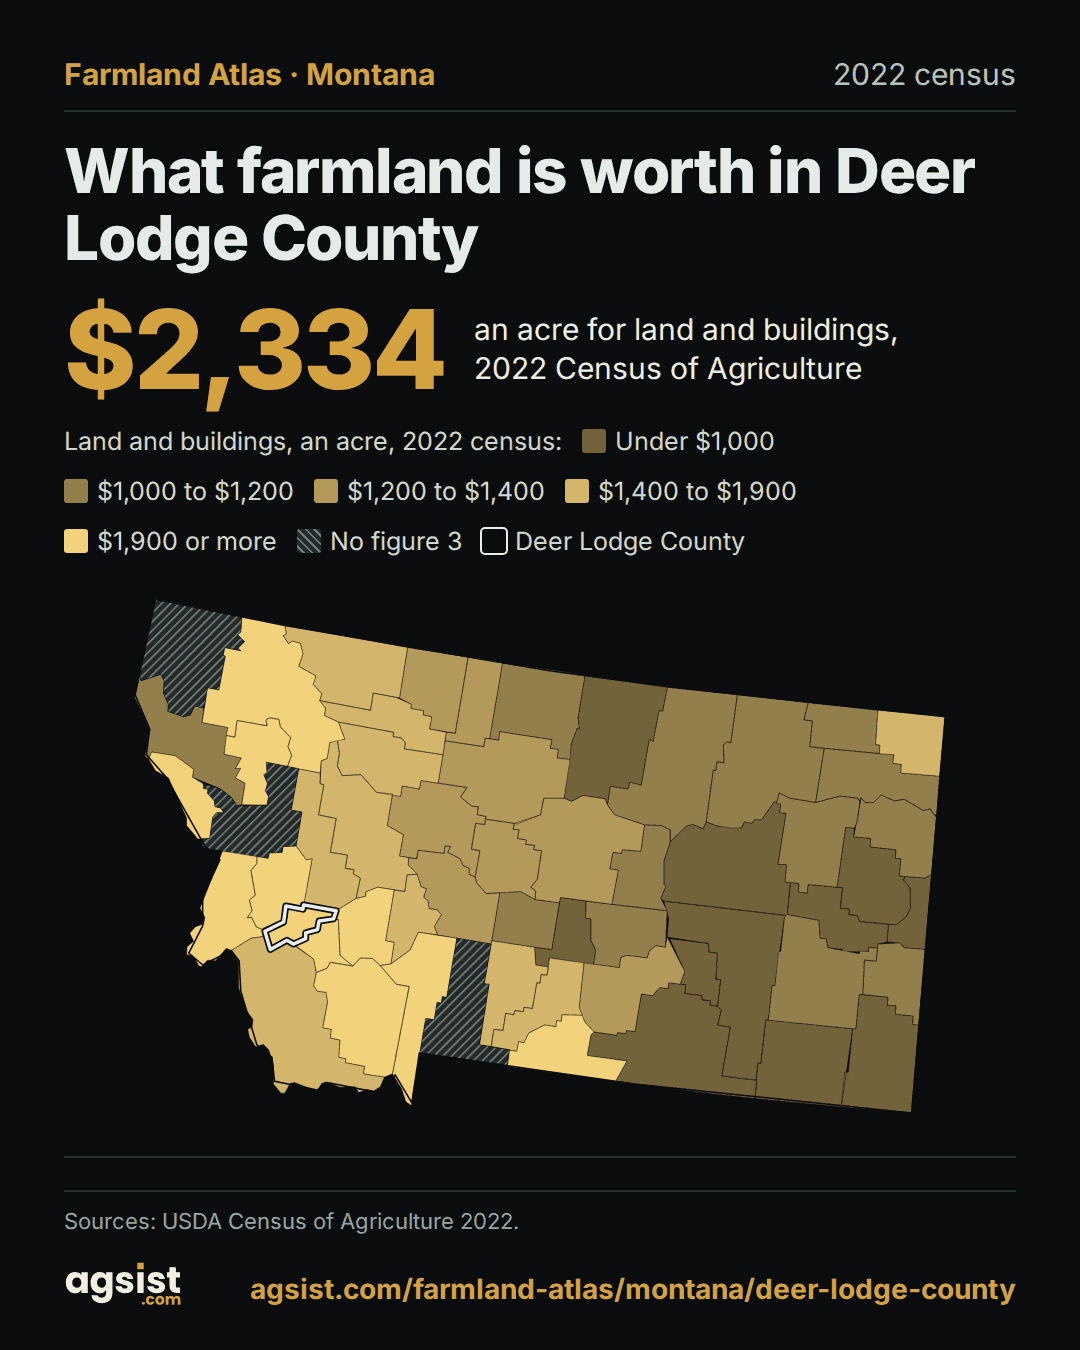 Farmland Atlas · Montana
2022 census
What farmland is worth in Deer
Lodge County
$2,334
an acre for land and buildings,
2022 Census of Agriculture
Land and buildings, an acre, 2022 census: Under $1,000
$1,000 to $1,200 $1,200 to $1,400 $1,400 to $1,900
$1,900 or more No figure 3 Deer Lodge County
Sources: USDA Census of Agriculture 2022.
agsist
.com
agsist.com/farmland-atlas/montana/deer-lodge-county